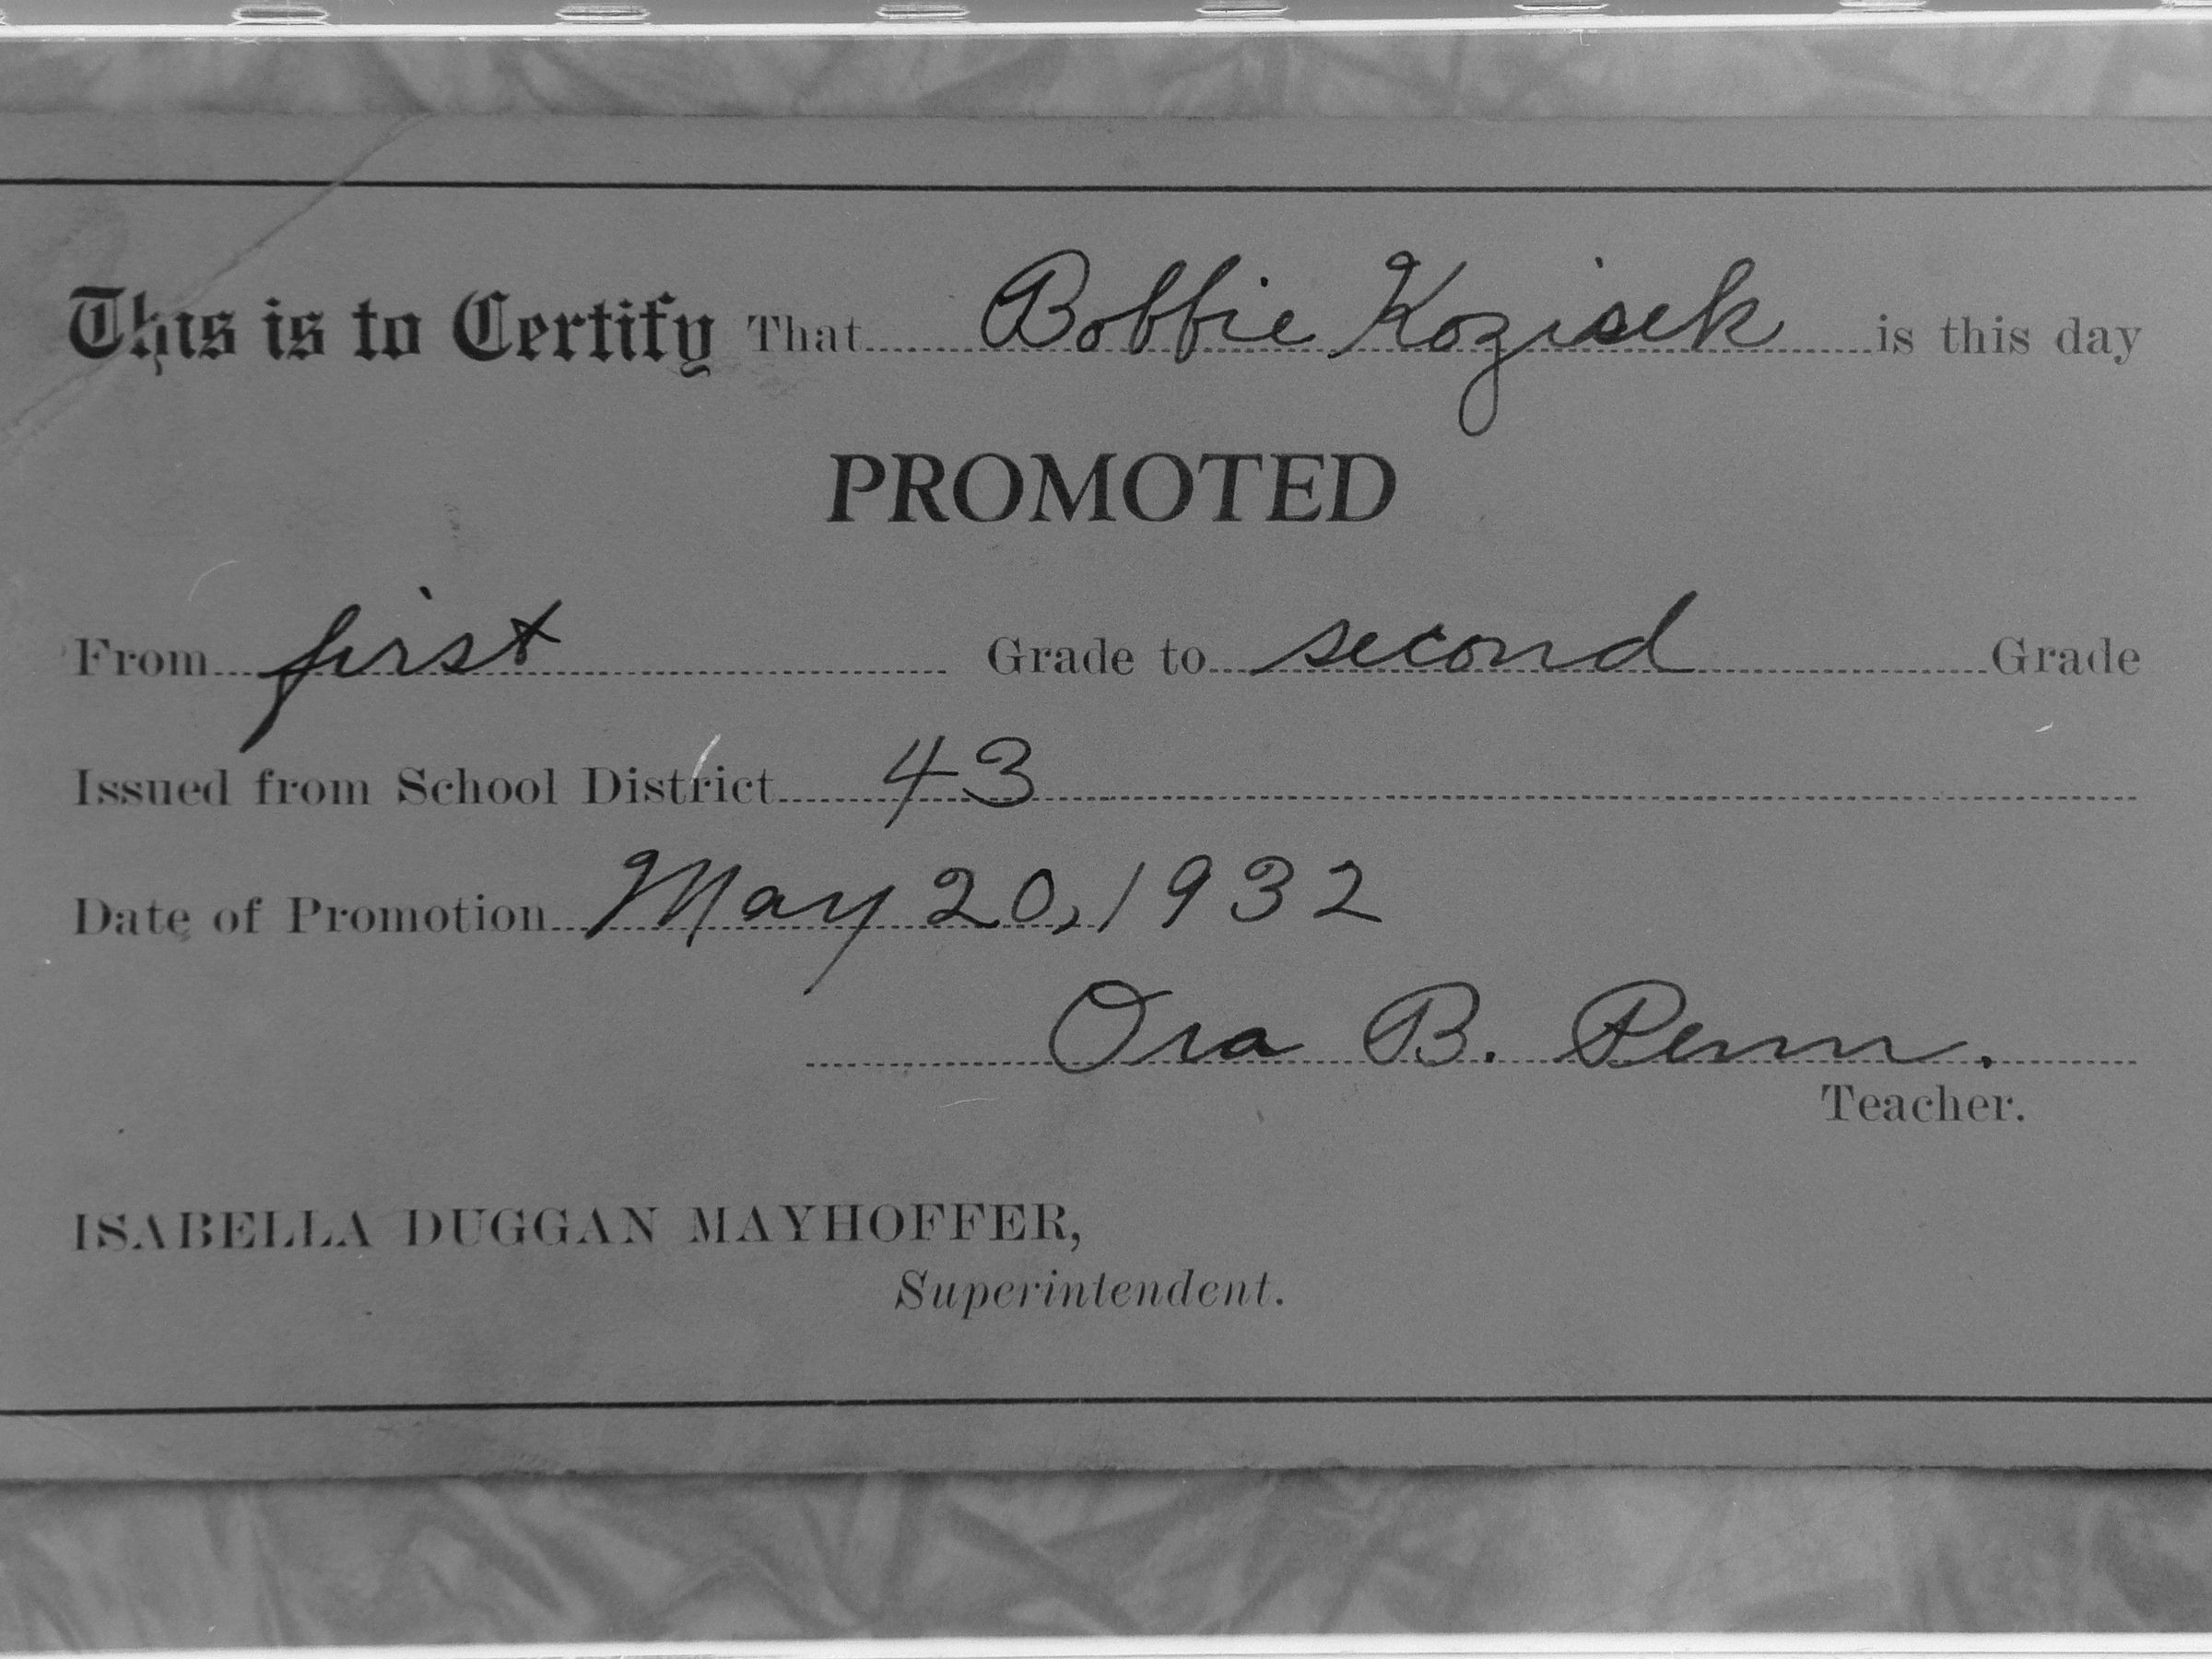 This is to Certify That Bobbie Kozisek is this day
PROMOTED
From first Grade to second Grade
Issued from School District 43
Date of Promotion May 20, 1932
Ora B. Penn.
Teacher.
ISABELLA DUGGAN MAYHOFFER,
Superintendent.